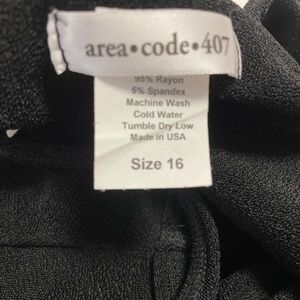 area•code•407
95% Rayon
5% Spandex
Machine Wash
Cold Water
Tumble Dry Low
Made in USA
Size 16